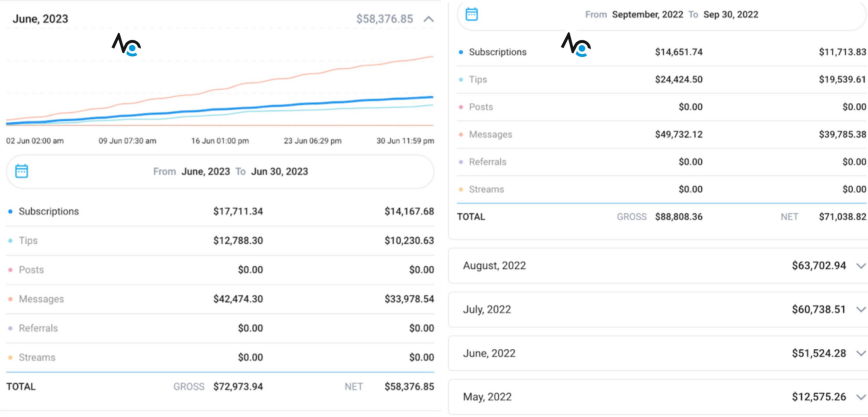 June, 2023 $58,376.85
02 Jun 02:00 am 09 Jun 07:30 am 16 Jun 01:00 pm 23 Jun 06:29 pm 30 Jun 11:59 pm
From June, 2023 To Jun 30, 2023
Subscriptions $17,711.34 $14,167.68
Tips $12,788.30 $10,230.63
Posts $0.00 $0.00
Messages $42,474.30 $33,978.54
Referrals $0.00 $0.00
Streams $0.00 $0.00
TOTAL GROSS $72,973.94 NET $58,376.85
From September, 2022 To Sep 30, 2022
Subscriptions $14,651.74 $11,713.83
Tips $24,424.50 $19,539.61
Posts $0.00 $0.00
Messages $49,732.12 $39,785.38
Referrals $0.00 $0.00
Streams $0.00 $0.00
TOTAL GROSS $88,808.36 NET $71,038.82
August, 2022 $63,702.94
July, 2022 $60,738.51
June, 2022 $51,524.28
May, 2022 $12,575.26